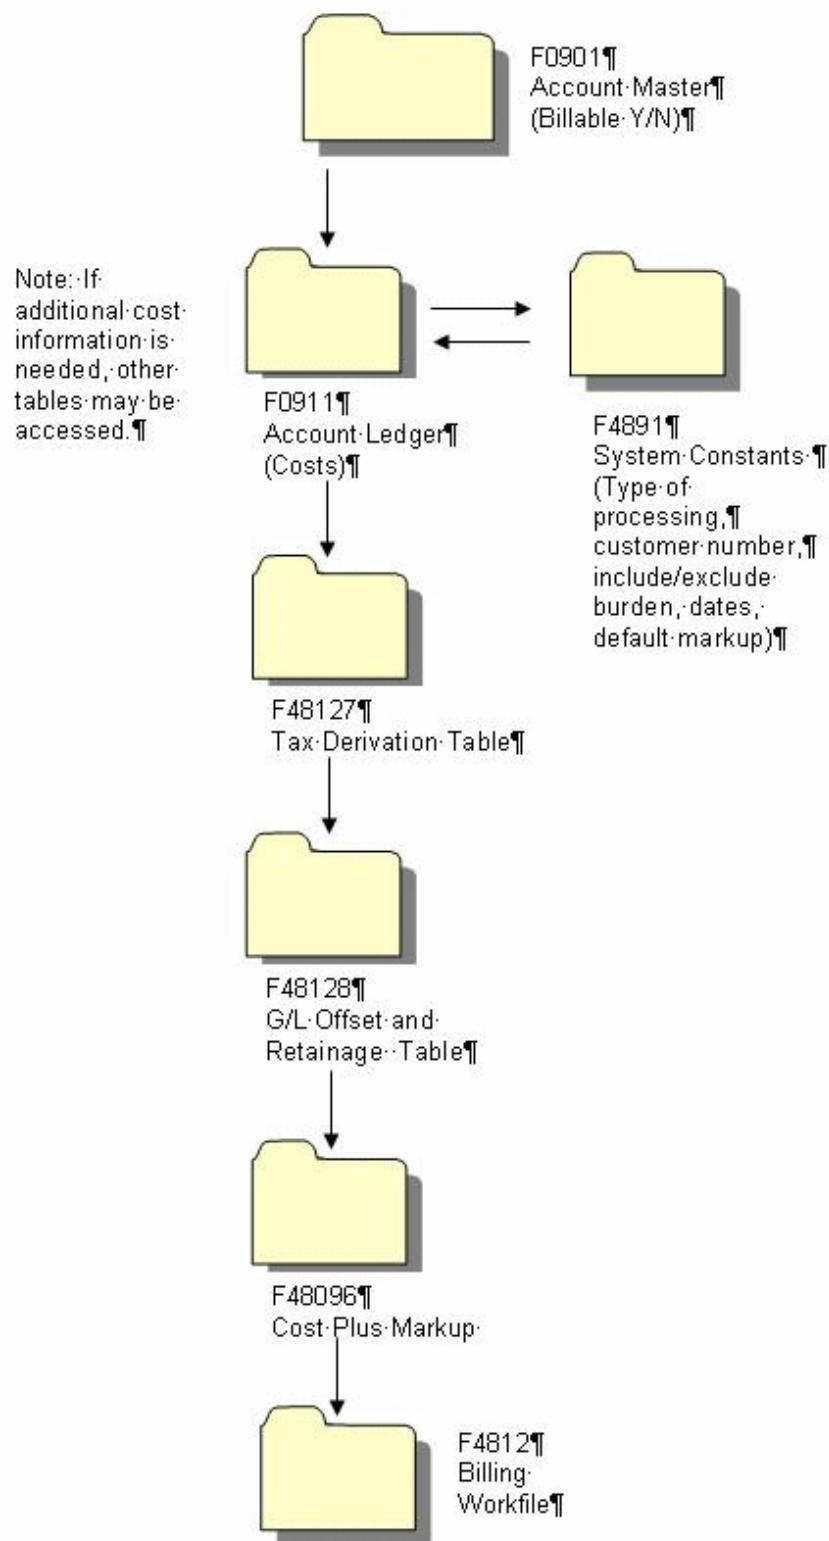 F0901¶
Account·Master¶
(Billable·Y/N)¶
Note:·If·
additional·cost·
information·is·
needed,·other·
tables·may·be·
accessed.¶
F0911¶
Account·Ledger¶
(Costs)¶
F4891¶
System·Constants·¶
(Type·of·
processing,¶
customer·number,¶
include/exclude·
burden,·dates,·
default·markup)¶
F48127¶
Tax·Derivation·Table¶
F48128¶
G/L·Offset·and·
Retainage··Table¶
F48096¶
Cost·Plus·Markup·
F4812¶
Billing·
Workfile¶